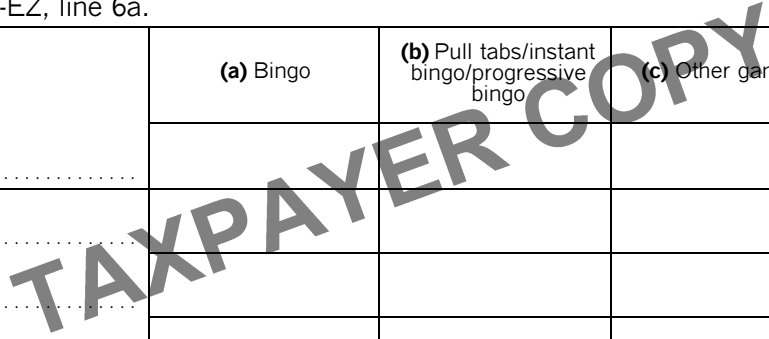 -EZ, line 6a.
(a) Bingo
(b) Pull tabs/instant
bingo/progressive
bingo
(c) Other gar
TAXPAYER COPY